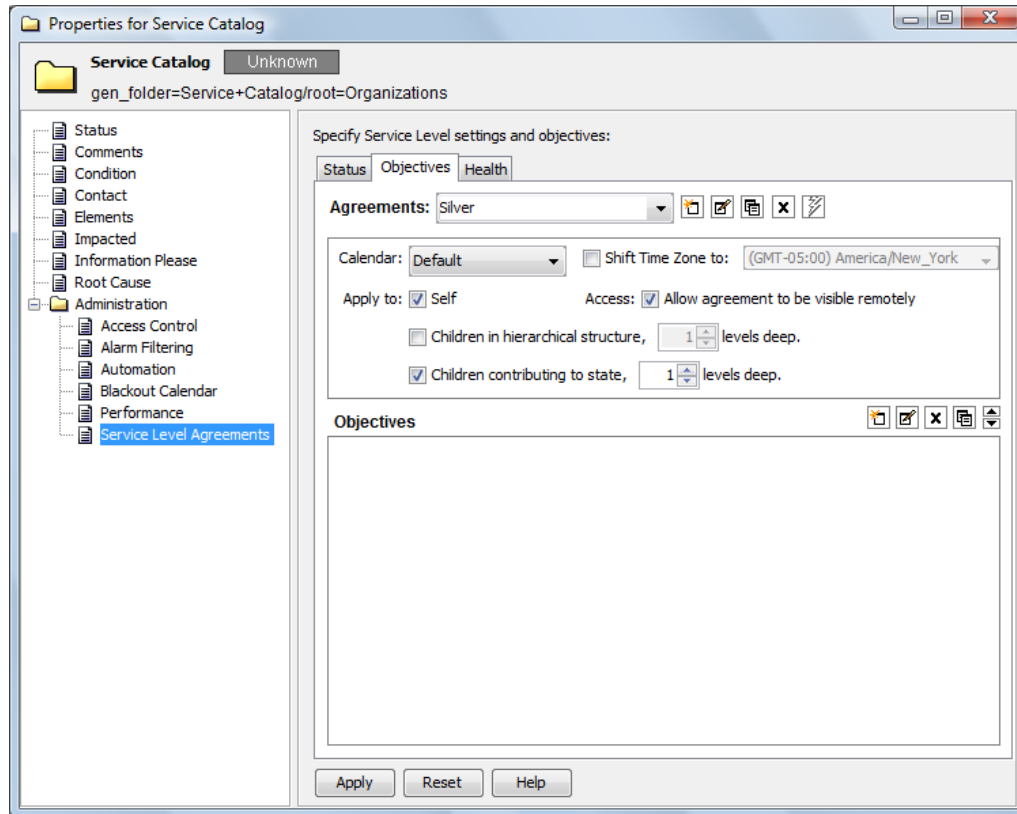 Properties for Service Catalog
Service Catalog Unknown
gen_folder=Service+Catalog/root=Organizations
Status
Comments
Condition
Contact
Elements
Impacted
Information Please
Root Cause
Administration
Access Control
Alarm Filtering
Automation
Blackout Calendar
Performance
Service Level Agreements
Specify Service Level settings and objectives:
Status Objectives Health
Agreements: Silver
Calendar: Default Shift Time Zone to: (GMT-05:00) America/New_York
Apply to: Self Access: Allow agreement to be visible remotely
Children in hierarchical structure, 1 levels deep.
Children contributing to state, 1 levels deep.
Objectives
Apply Reset Help